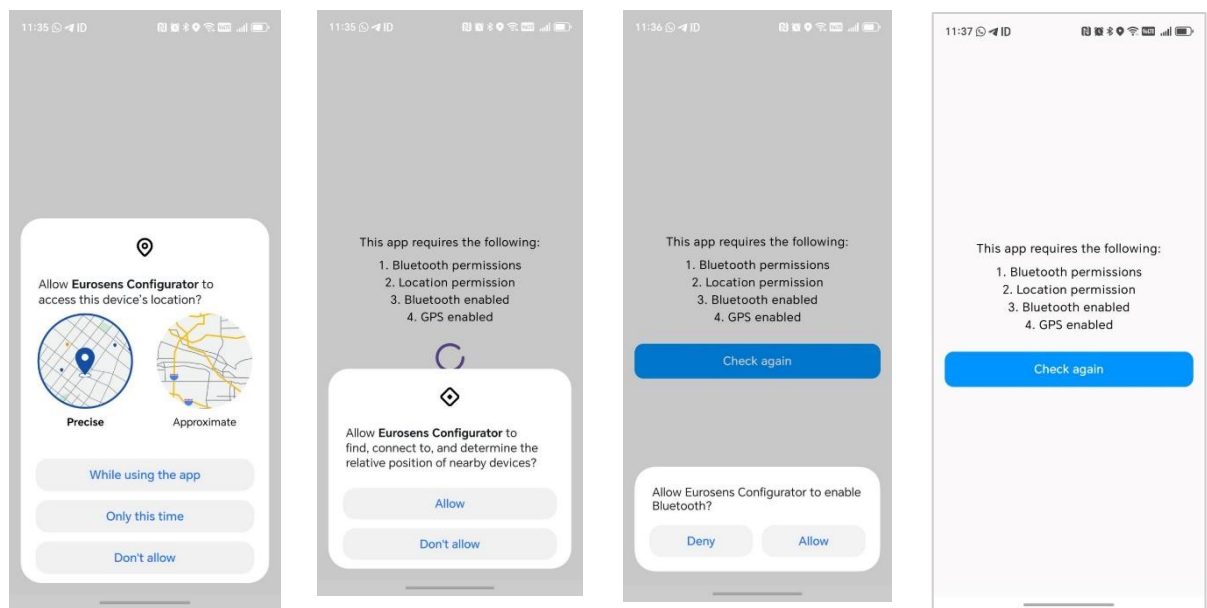 11:35 ID
Allow Eurosens Configurator to
access this device's location?
Precise
Approximate
While using the app
Only this time
Don't allow
11:35 ID
This app requires the following:
1. Bluetooth permissions
2. Location permission
3. Bluetooth enabled
4. GPS enabled
Allow Eurosens Configurator to
find, connect to, and determine the
relative position of nearby devices?
Allow
Don't allow
11:36 ID
This app requires the following:
1. Bluetooth permissions
2. Location permission
3. Bluetooth enabled
4. GPS enabled
Check again
Allow Eurosens Configurator to enable
Bluetooth?
Deny
Allow
11:37 ID
This app requires the following:
1. Bluetooth permissions
2. Location permission
3. Bluetooth enabled
4. GPS enabled
Check again